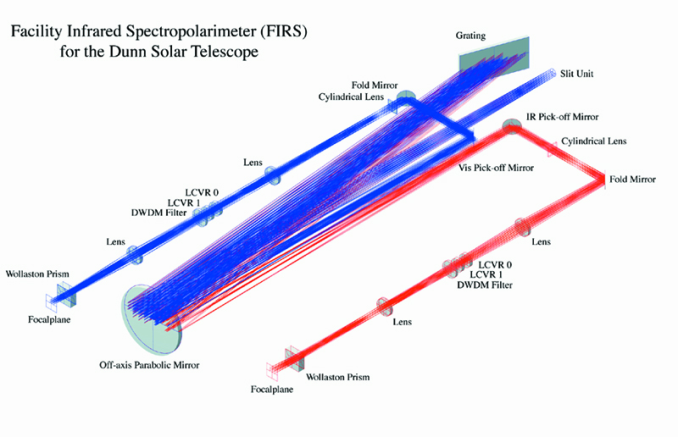 Facility Infrared Spectropolarimeter (FIRS)
for the Dunn Solar Telescope
Grating
Slit Unit
Fold Mirror
Cylindrical Lens
IR Pick-off Mirror
Cylindrical Lens
Vis Pick-off Mirror
Fold Mirror
Lens
LCVR 0
LCVR 1
DWDM Filter
Lens
Lens
LCVR 0
LCVR 1
DWDM Filter
Wollaston Prism
Focalplane
Lens
Off-axis Parabolic Mirror
Wollaston Prism
Focalplane